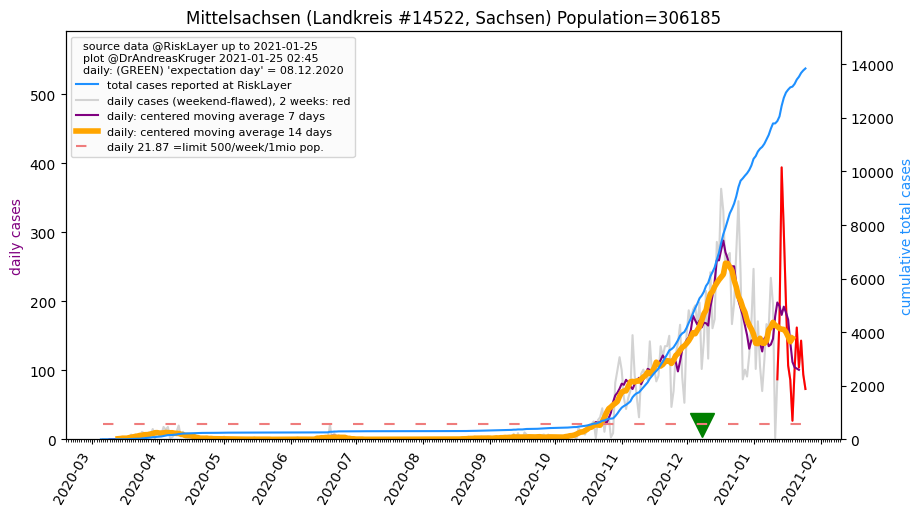 Mittelsachsen (Landkreis #14522, Sachsen) Population=306185
source data @RiskLayer up to 2021-01-25
plot @DrAndreasKruger 2021-01-25 02:45
daily: (GREEN) 'expectation day' = 08.12.2020
total cases reported at RiskLayer
daily cases (weekend-flawed), 2 weeks: red
daily: centered moving average 7 days
daily: centered moving average 14 days
daily 21.87 =limit 500/week/1mio pop.
daily cases
500
400
300
200
100
0
cumulative total cases
14000
12000
10000
8000
6000
4000
2000
0
2020-03
2020-04
2020-05
2020-06
2020-07
2020-08
2020-09
2020-10
2020-11
2020-12
2021-01
2021-02